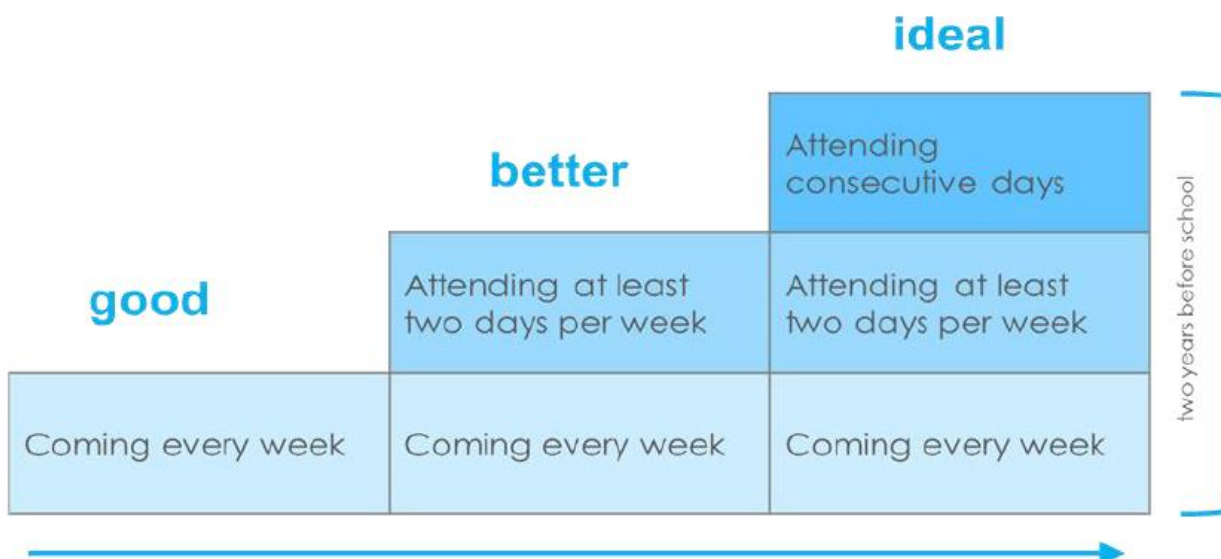 ideal
Attending
consecutive days
better
Attending at least
two days per week
Attending at least
two days per week
good
Coming every week
Coming every week
Coming every week
two years before school